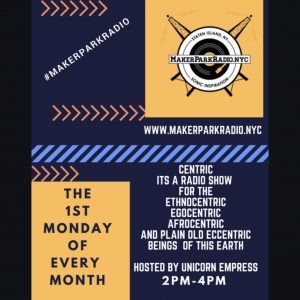 #MAKERPARKRADIO
STATEN ISLAND, NY
MAKERPARKRADIO.NYC
SONIC INSPIRATION
WWW.MAKERPARKRADIO.NYC
THE
1ST
MONDAY
OF
EVERY
MONTH
CENTRIC
ITS A RADIO SHOW
FOR THE
ETHNOCENTRIC
EGOCENTRIC
AFROCENTRIC
AND PLAIN OLD ECCENTRIC
BEINGS OF THIS EARTH
HOSTED BY UNICORN EMPRESS
2PM-4PM